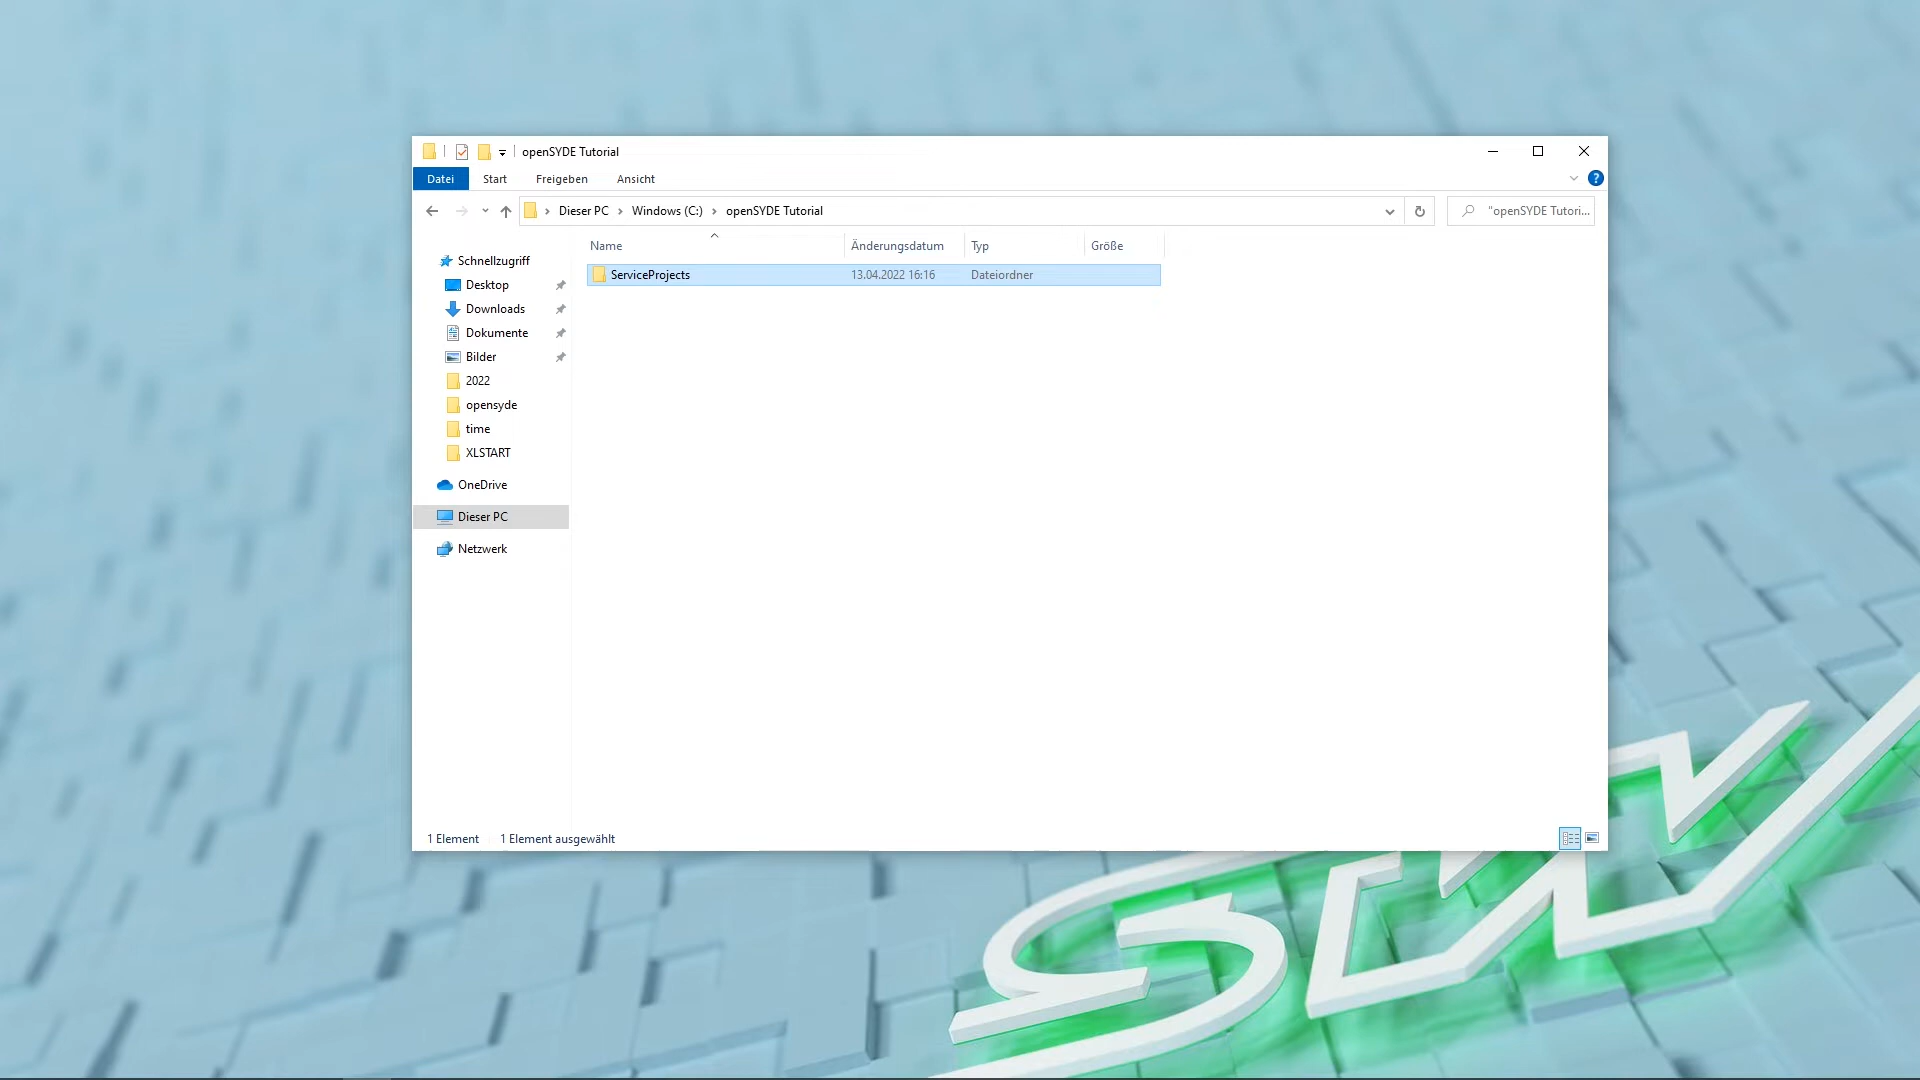 openSYDE Tutorial
Datei Start Freigeben Ansicht ?
Dieser PC Windows (C:) openSYDE Tutorial "openSYDE Tutori...
Name Änderungsdatum Typ Größe
ServiceProjects 13.04.2022 16:16 Dateiordner
Schnellzugriff
Desktop
Downloads
Dokumente
Bilder
2022
opensyde
time
XLSTART
OneDrive
Dieser PC
Netzwerk
1 Element 1 Element ausgewählt